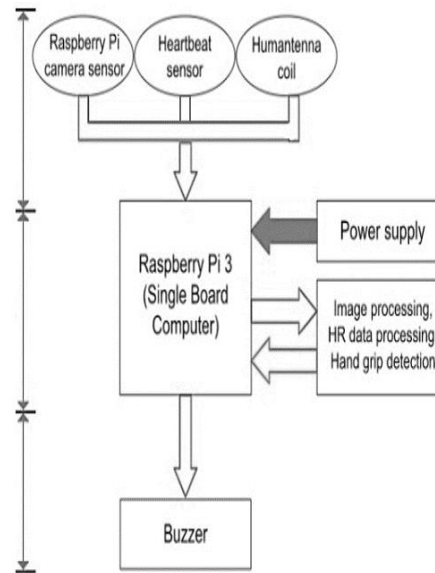 Raspberry Pi
camera sensor
Heartbeat
sensor
Humantenna
coil
Raspberry Pi 3
(Single Board
Computer)
Power supply
Image processing,
HR data processing
Hand grip detection
Buzzer